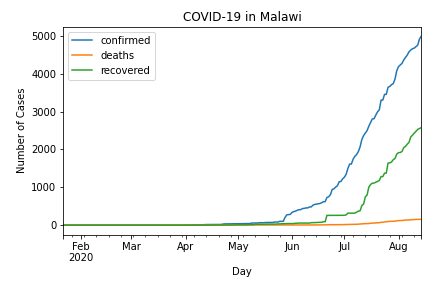 COVID-19 in Malawi
confirmed
deaths
recovered
Number of Cases
5000
4000
3000
2000
1000
0
Feb Mar Apr May Jun Jul Aug
2020
Day